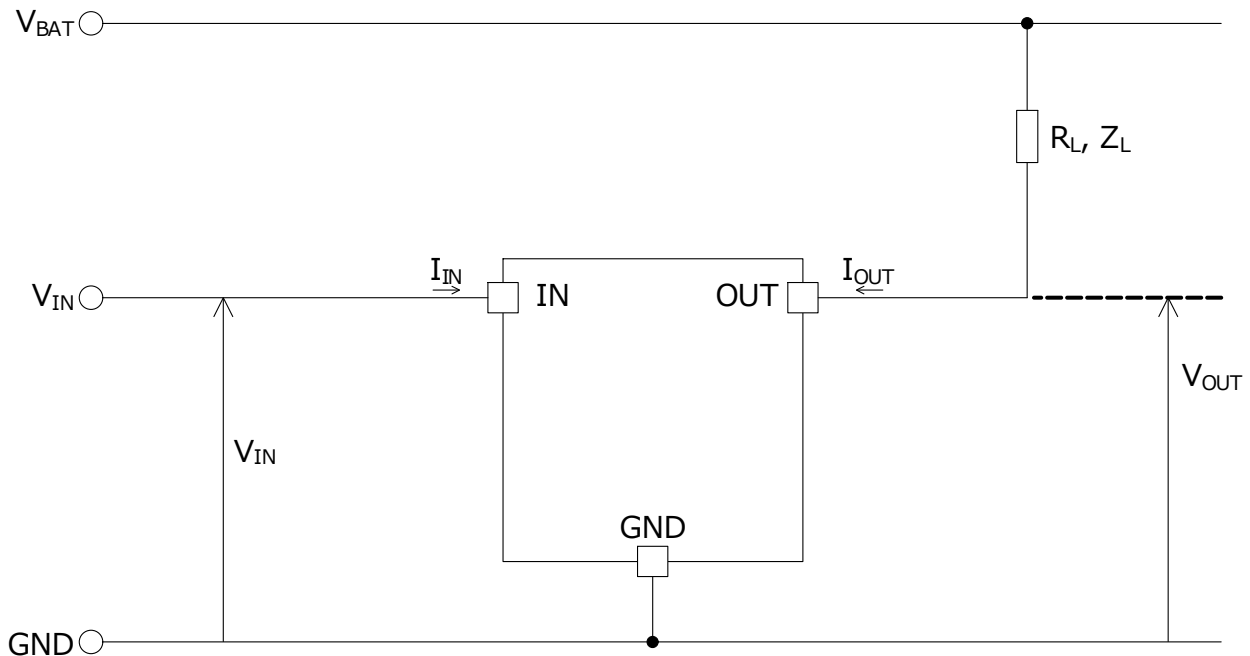 VBAT
RL, ZL
IIN
IOUT
VIN
IN
OUT
VOUT
VIN
GND
GND